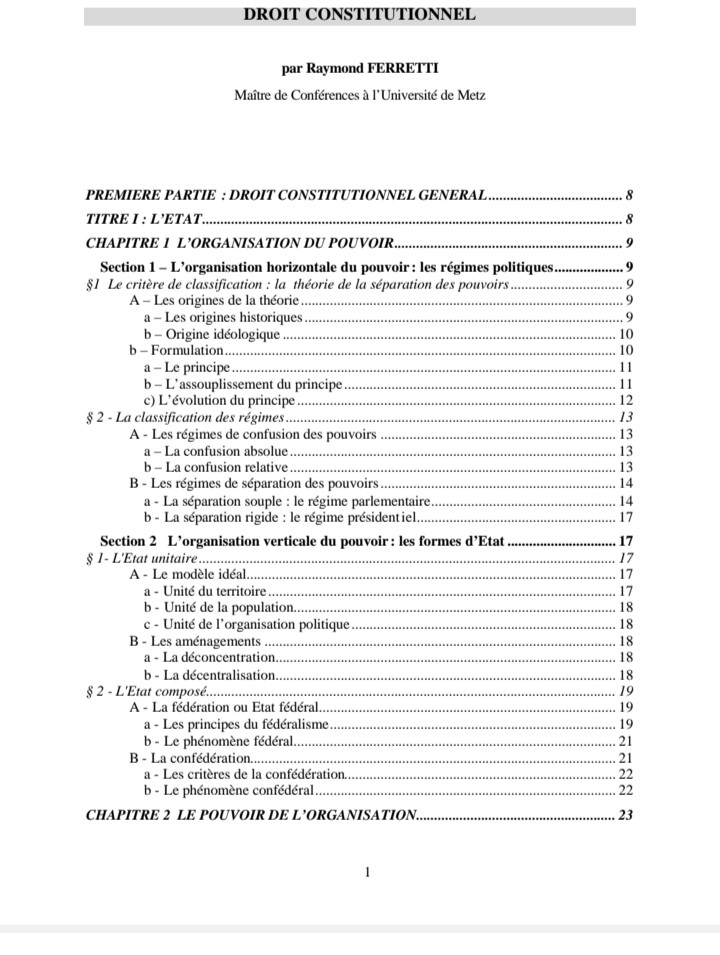 DROIT CONSTITUTIONNEL
par Raymond FERRETTI
Maître de Conférences à l'Université de Metz
PREMIERE PARTIE : DROIT CONSTITUTIONNEL GENERAL..................................... 8
TITRE I : L'ETAT.................................................................................................................. 8
CHAPITRE 1 L'ORGANISATION DU POUVOIR.............................................................. 9
Section 1 – L'organisation horizontale du pouvoir : les régimes politiques................... 9
§1 Le critère de classification : la théorie de la séparation des pouvoirs............................... 9
A – Les origines de la théorie...................................................................................... 9
a – Les origines historiques..................................................................................... 9
b – Origine idéologique .......................................................................................... 10
b – Formulation.......................................................................................................... 10
a – Le principe......................................................................................................... 11
b – L'assouplissement du principe.......................................................................... 11
c) L'évolution du principe....................................................................................... 12
§ 2 - La classification des régimes.......................................................................................... 13
A - Les régimes de confusion des pouvoirs ................................................................ 13
a – La confusion absolue......................................................................................... 13
b – La confusion relative......................................................................................... 13
B - Les régimes de séparation des pouvoirs................................................................ 14
a - La séparation souple : le régime parlementaire.................................................. 14
b - La séparation rigide : le régime présidentiel...................................................... 17
Section 2 L'organisation verticale du pouvoir : les formes d'Etat .............................. 17
§ 1- L'Etat unitaire.................................................................................................................. 17
A - Le modèle idéal..................................................................................................... 17
a - Unité du territoire............................................................................................... 17
b - Unité de la population........................................................................................ 18
c - Unité de l'organisation politique........................................................................ 18
B - Les aménagements ................................................................................................ 18
a - La déconcentration............................................................................................. 18
b - La décentralisation............................................................................................. 18
§ 2 - L'Etat composé................................................................................................................ 19
A - La fédération ou Etat fédéral................................................................................. 19
a - Les principes du fédéralisme.............................................................................. 19
b - Le phénomène fédéral........................................................................................ 21
B - La confédération.................................................................................................... 21
a - Les critères de la confédération.......................................................................... 22
b - Le phénomène confédéral.................................................................................. 22
CHAPITRE 2 LE POUVOIR DE L'ORGANISATION....................................................... 23
1